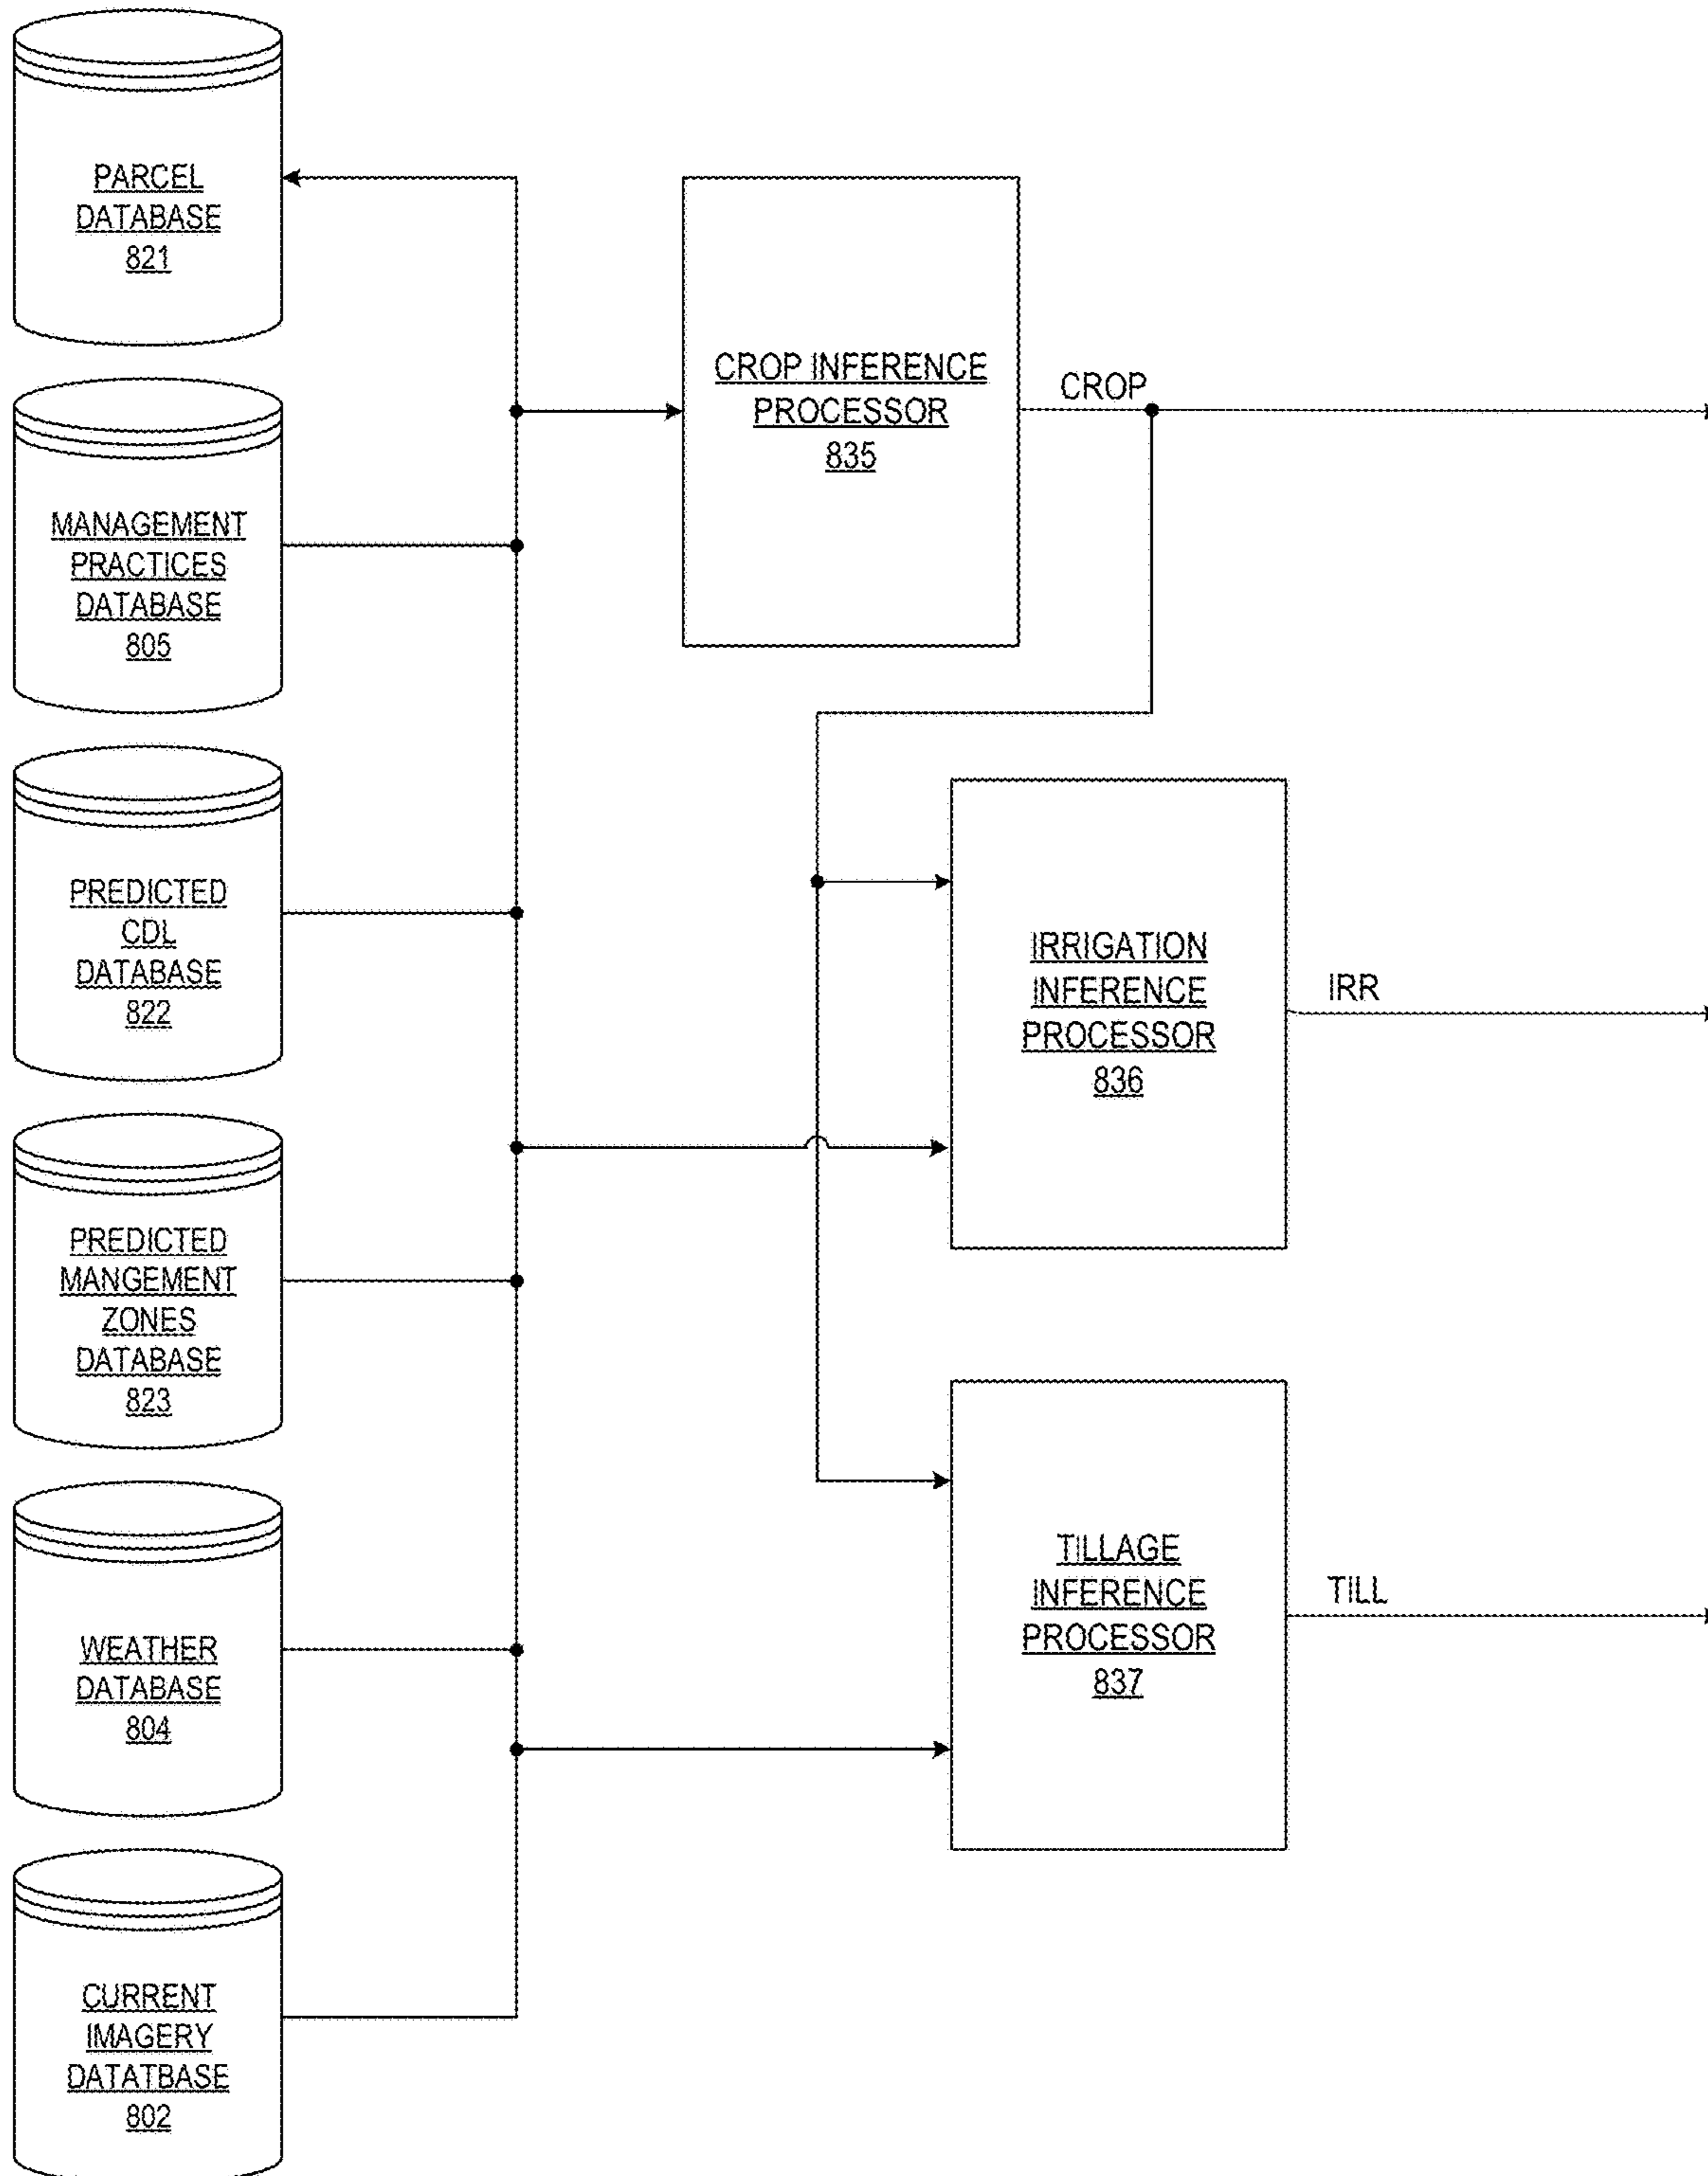 PARCEL
DATABASE
821
MANAGEMENT
PRACTICES
DATABASE
805
PREDICTED
CDL
DATABASE
822
PREDICTED
MANGEMENT
ZONES
DATABASE
823
WEATHER
DATABASE
804
CURRENT
IMAGERY
DATATBASE
802
CROP INFERENCE
PROCESSOR
835
CROP
IRRIGATION
INFERENCE
PROCESSOR
836
IRR
TILLAGE
INFERENCE
PROCESSOR
837
TILL